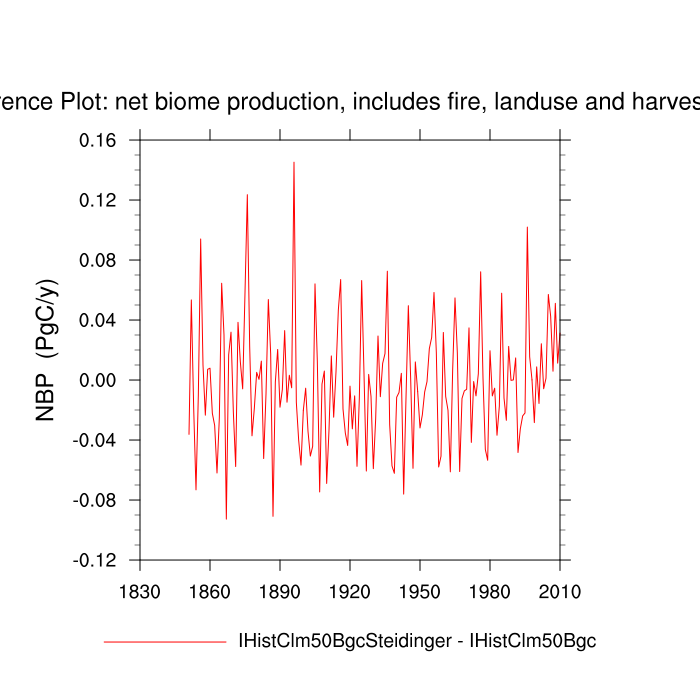 rence Plot: net biome production, includes fire, landuse and harves
0.16
0.12
0.08
0.04
0.00
-0.04
-0.08
-0.12
NBP (PgC/y)
1830 1860 1890 1920 1950 1980 2010
IHistClm50BgcSteidinger - IHistClm50Bgc